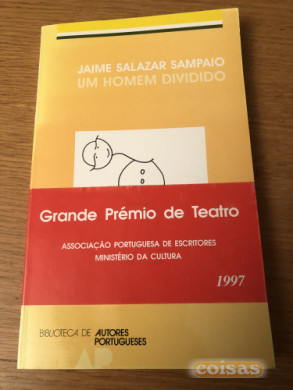 JAIME SALAZAR SAMPAIO
UM HOMEM DIVIDIDO
Grande Prémio de Teatro
ASSOCIAÇÃO PORTUGUESA DE ESCRITORES
MINISTÉRIO DA CULTURA
1997
BIBLIOTECA DE AUTORES
PORTUGUESES
coisas